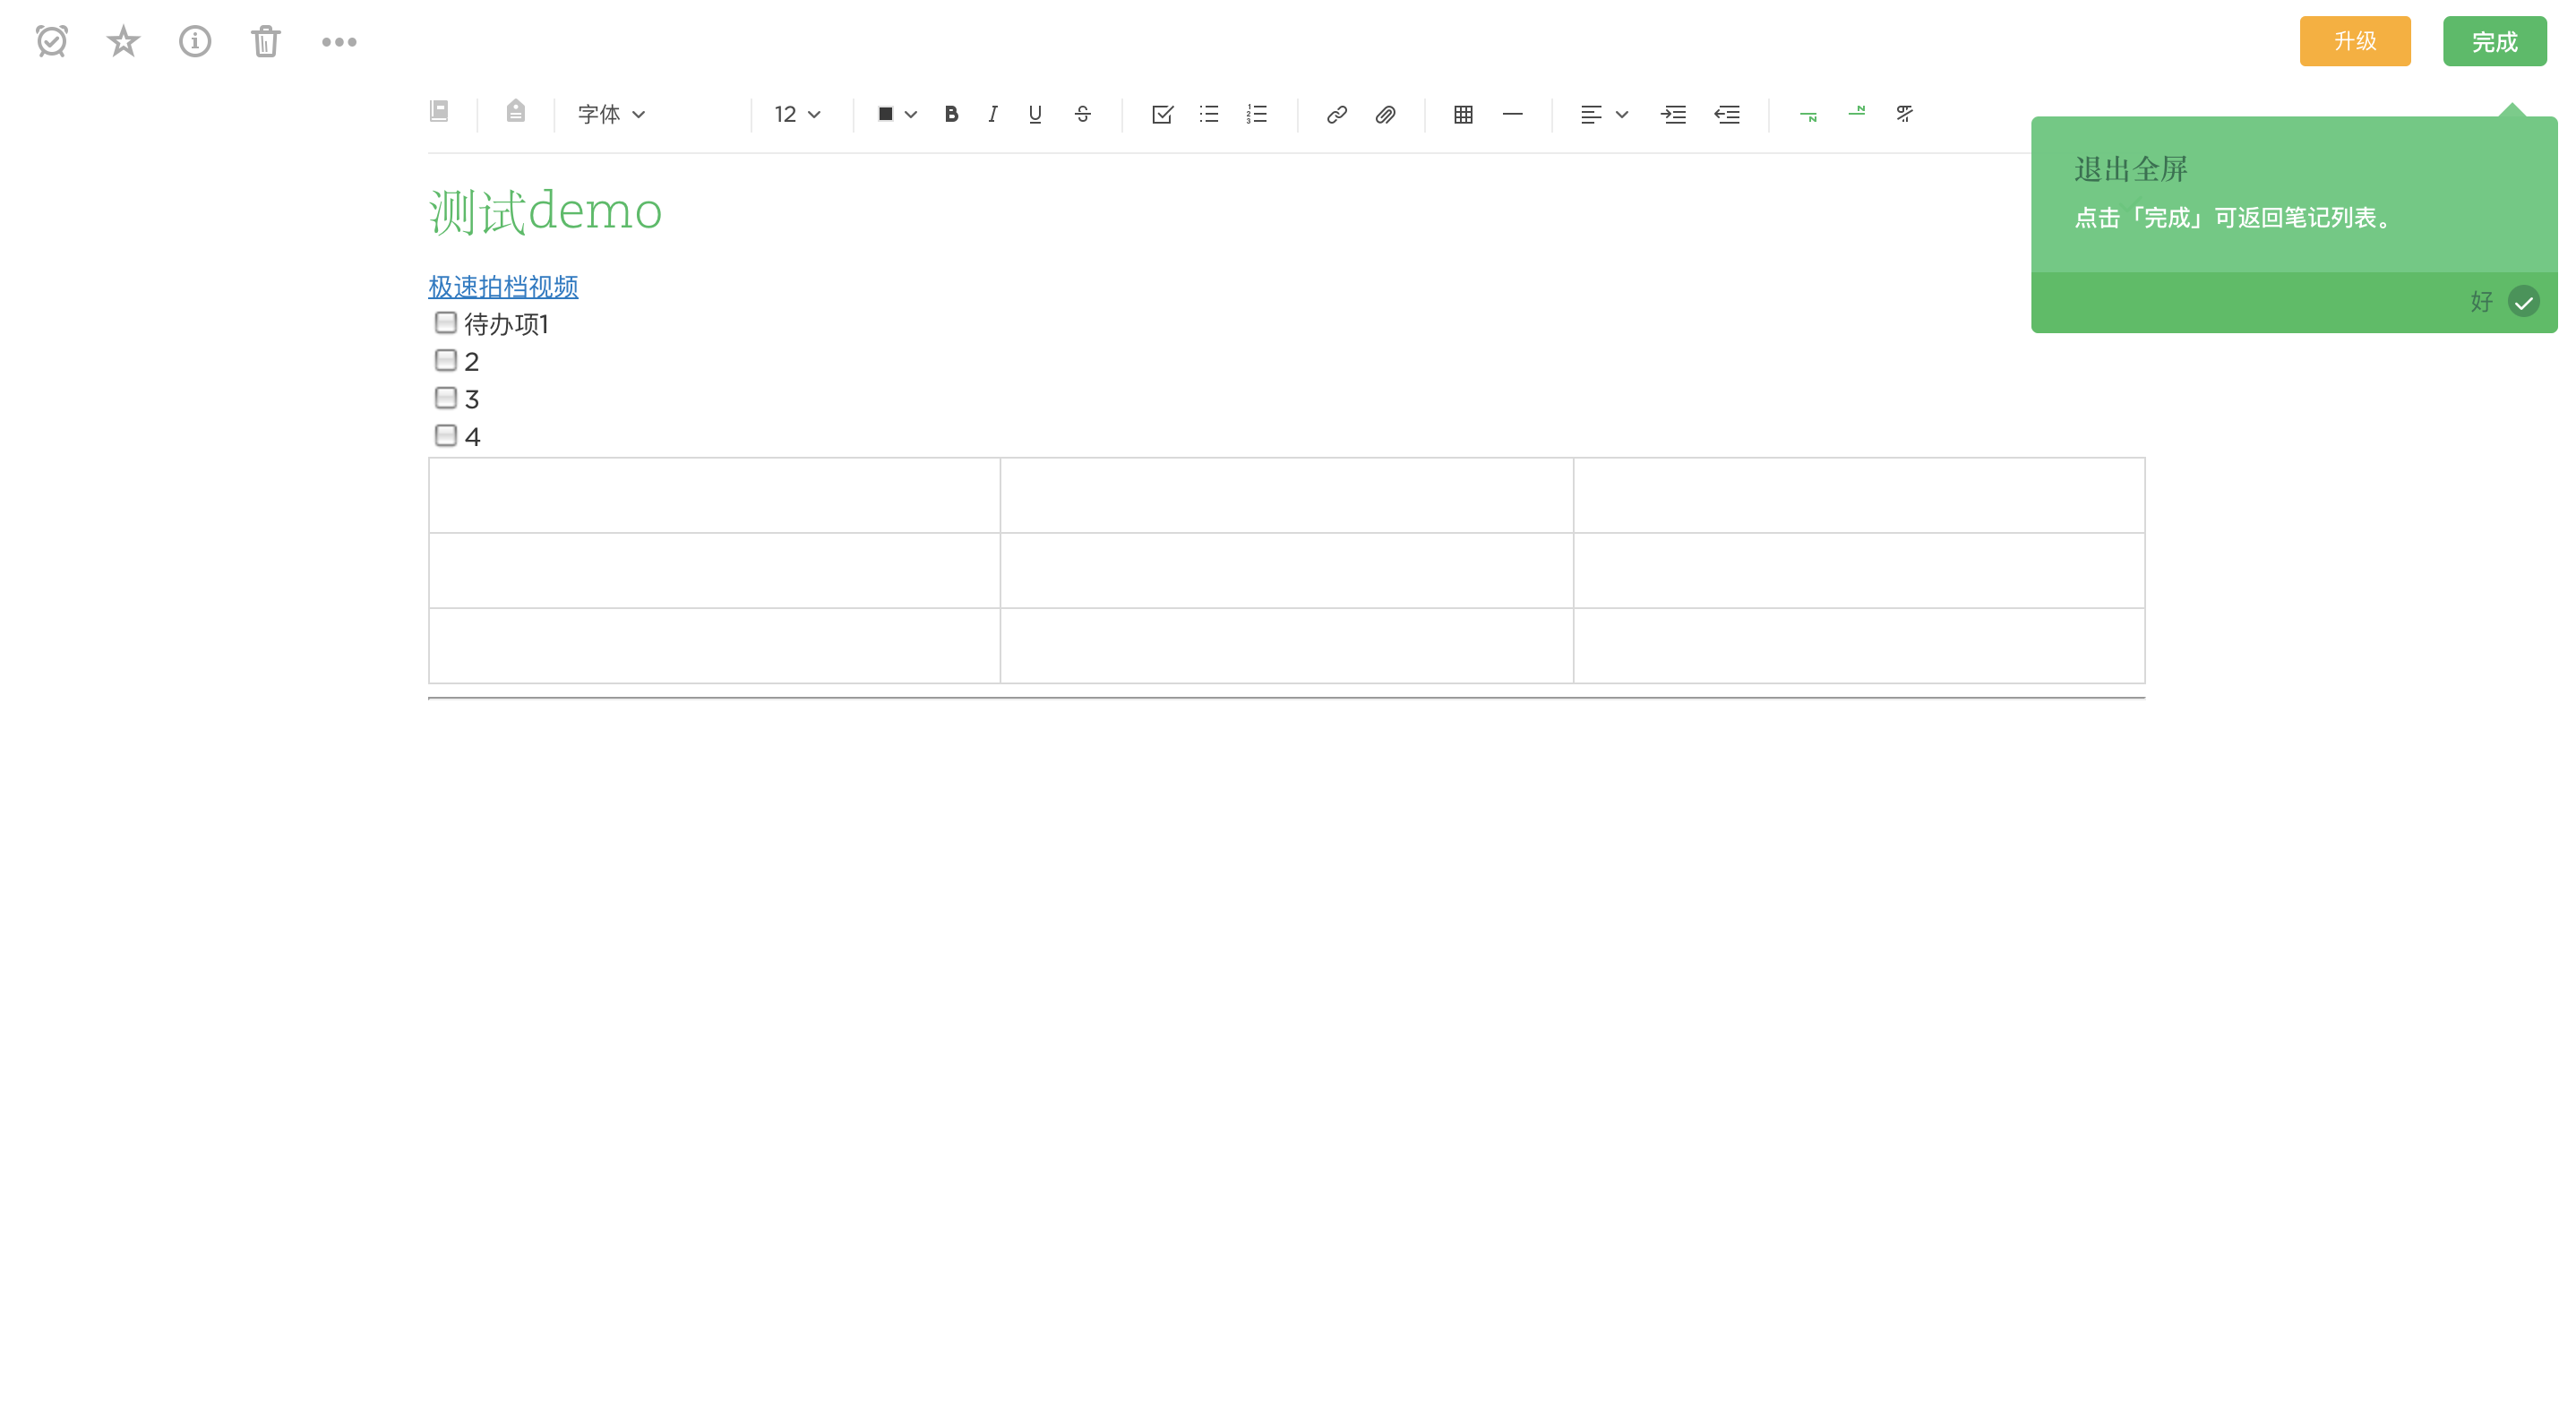 升级
完成
字体
12
退出全屏
点击「完成」可返回笔记列表。
好
测试demo
极速拍档视频
待办项1
2
3
4